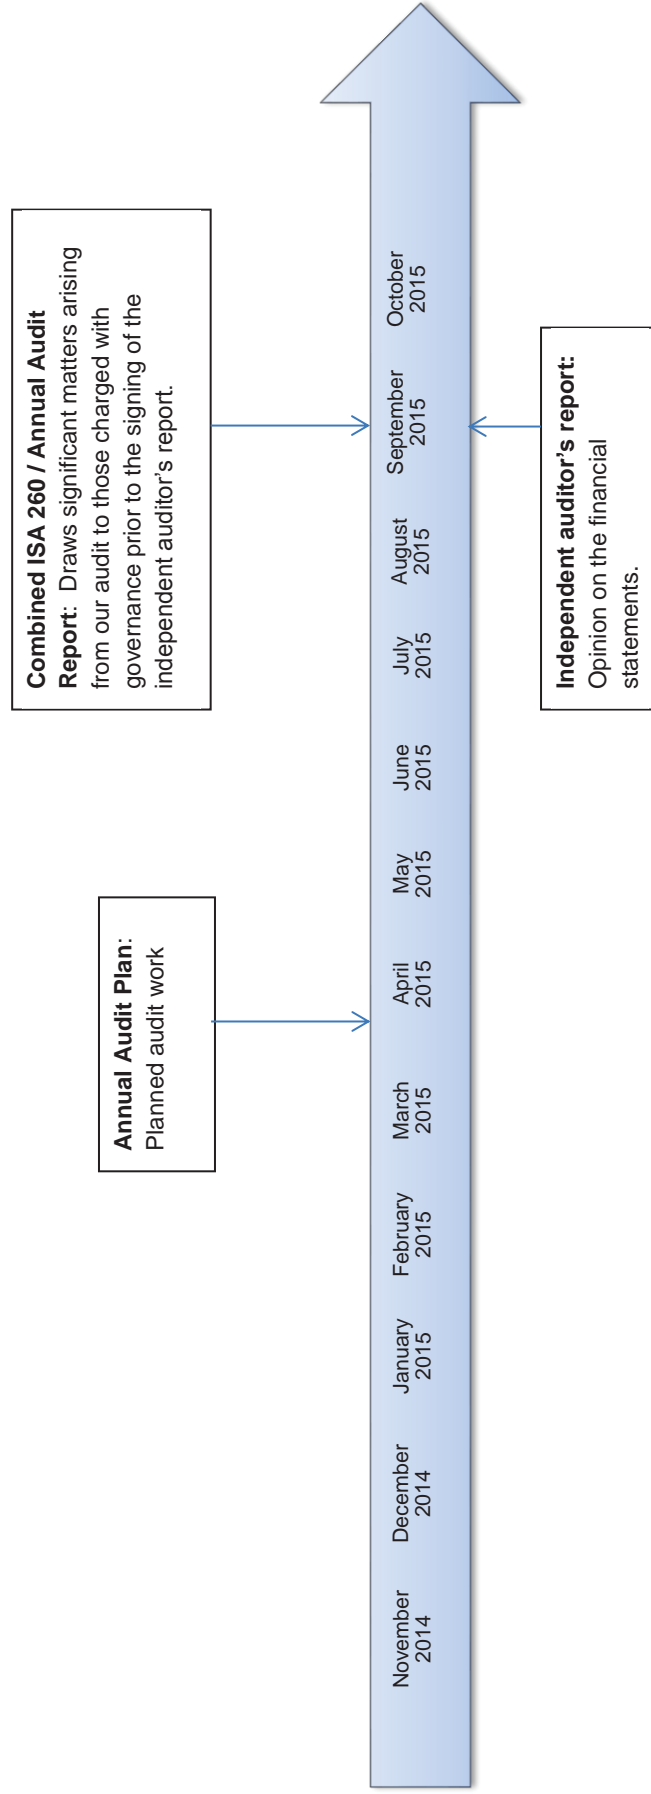 Combined ISA 260 / Annual Audit
Report: Draws significant matters arising
from our audit to those charged with
governance prior to the signing of the
independent auditor's report.
Annual Audit Plan:
Planned audit work
November
2014
December
2014
January
2015
February
2015
March
2015
April
2015
May
2015
June
2015
July
2015
August
2015
September
2015
October
2015
Independent auditor's report:
Opinion on the financial
statements.